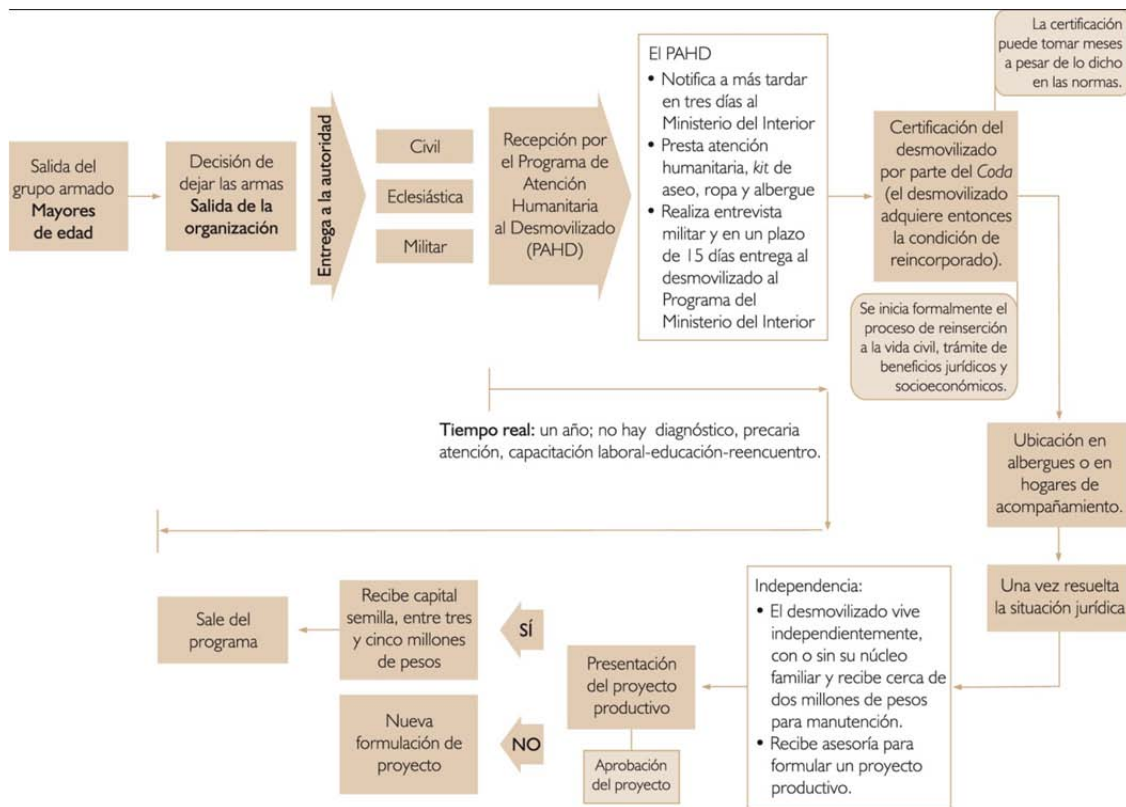 Salida del
grupo armado
Mayores
de edad
Decisión de
dejar las armas
Salida de la
organización
Entrega a la autoridad
Civil
Eclesiástica
Militar
Recepción por
el Programa de
Atención
Humanitaria
al Desmovilizado
(PAHD)
El PAHD
• Notifica a más tardar
en tres días al
Ministerio del Interior
• Presta atención
humanitaria, kit de
aseo, ropa y albergue
• Realiza entrevista
militar y en un plazo
de 15 días entrega al
desmovilizado al
Programa del
Ministerio del Interior
La certificación
puede tomar meses
a pesar de lo dicho
en las normas.
Certificación del
desmovilizado
por parte del Coda
(el desmovilizado
adquiere entonces
la condición de
reincorporado).
Se inicia formalmente el
proceso de reinserción
a la vida civil, trámite de
beneficios jurídicos y
socioeconómicos.
Tiempo real: un año; no hay diagnóstico, precaria
atención, capacitación laboral-educación-reencuentro.
Ubicación en
albergues o en
hogares de
acompañamiento.
Una vez resuelta
la situación jurídica
Independencia:
• El desmovilizado vive
independientemente,
con o sin su núcleo
familiar y recibe cerca de
dos millones de pesos
para manutención.
• Recibe asesoría para
formular un proyecto
productivo.
Presentación
del proyecto
productivo
Aprobación
del proyecto
SÍ
Recibe capital
semilla, entre tres
y cinco millones
de pesos
Sale del
programa
NO
Nueva
formulación de
proyecto